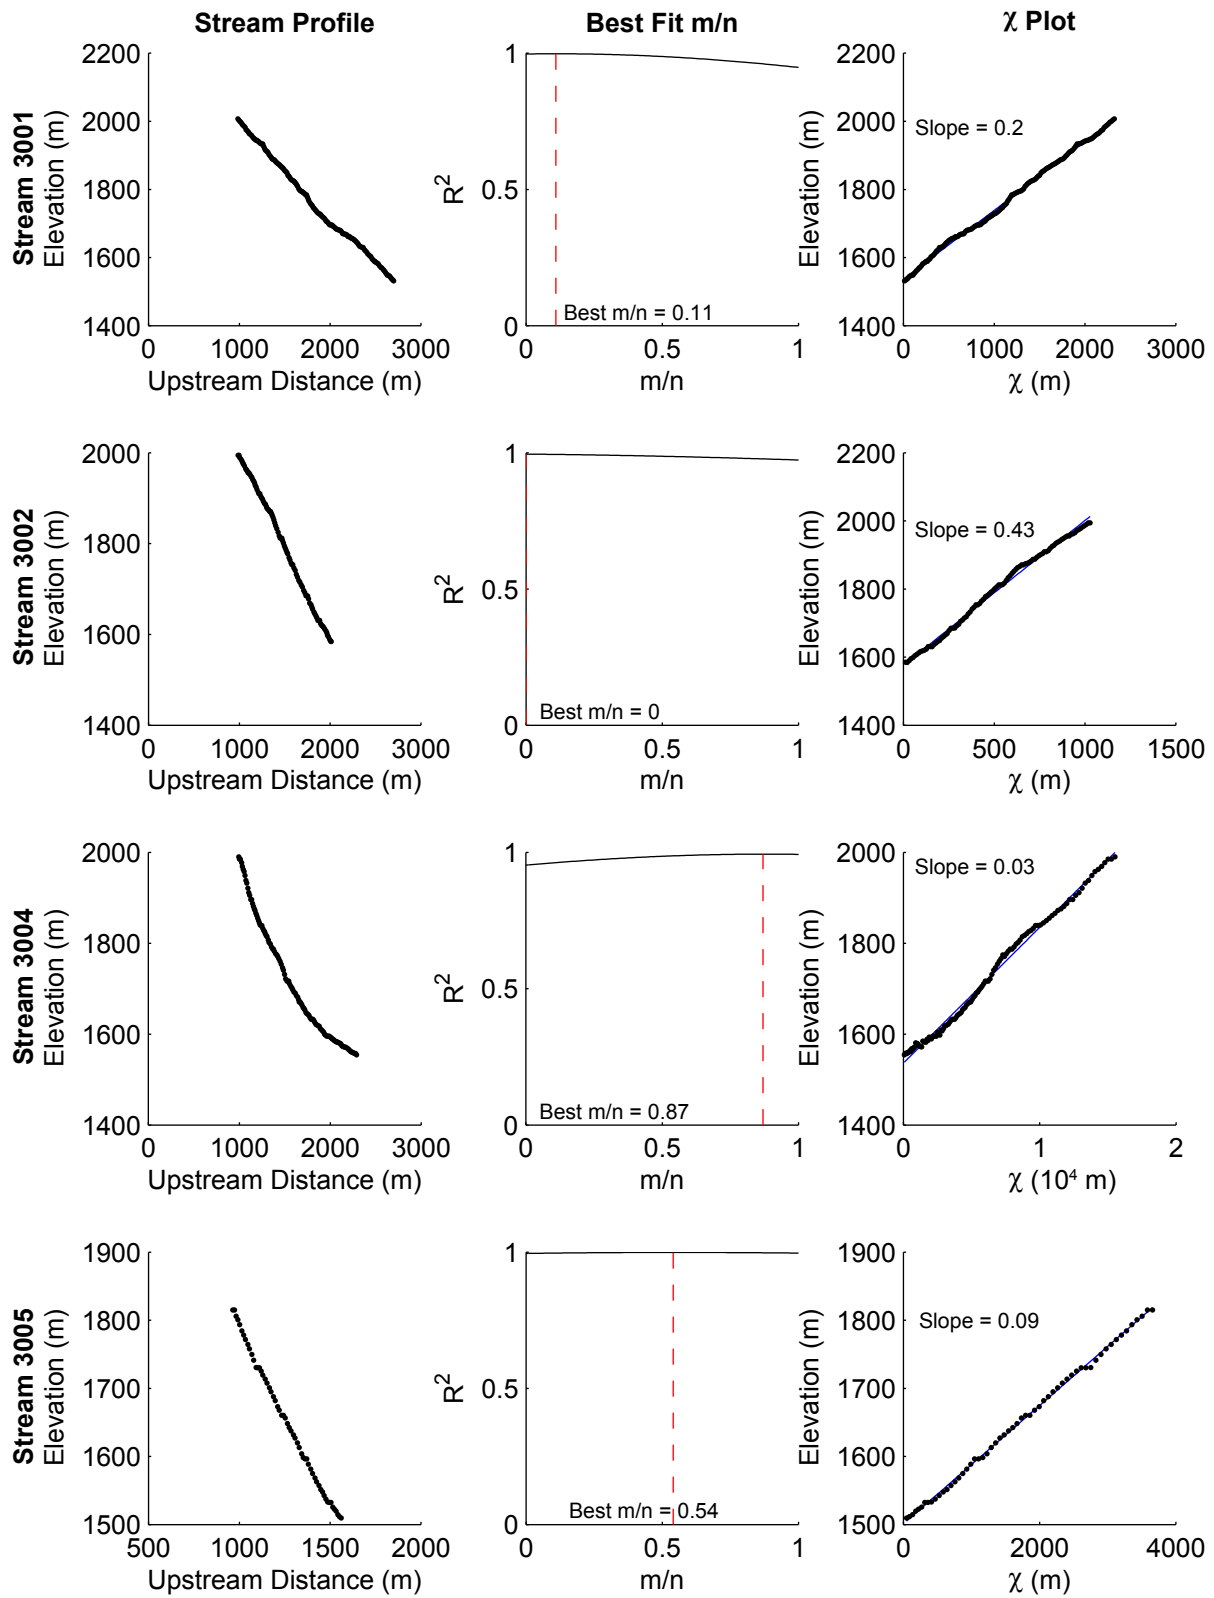 Stream Profile
Best Fit m/n
χ Plot
Stream 3001
Elevation (m)
2200
2000
1800
1600
1400
0 1000 2000 3000
Upstream Distance (m)
R²
1
0.5
0
Best m/n = 0.11
0 0.5 1
m/n
Elevation (m)
2200
2000
1800
1600
1400
Slope = 0.2
0 1000 2000 3000
χ (m)
Stream 3002
Elevation (m)
2000
1800
1600
1400
0 1000 2000 3000
Upstream Distance (m)
R²
1
0.5
0
Best m/n = 0
0 0.5 1
m/n
Elevation (m)
2200
2000
1800
1600
1400
Slope = 0.43
0 500 1000 1500
χ (m)
Stream 3004
Elevation (m)
2000
1800
1600
1400
0 1000 2000 3000
Upstream Distance (m)
R²
1
0.5
0
Best m/n = 0.87
0 0.5 1
m/n
Elevation (m)
2000
1800
1600
1400
Slope = 0.03
0 1 2
χ (10⁴ m)
Stream 3005
Elevation (m)
1900
1800
1700
1600
1500
500 1000 1500 2000
Upstream Distance (m)
R²
1
0.5
0
Best m/n = 0.54
0 0.5 1
m/n
Elevation (m)
1900
1800
1700
1600
1500
Slope = 0.09
0 2000 4000
χ (m)